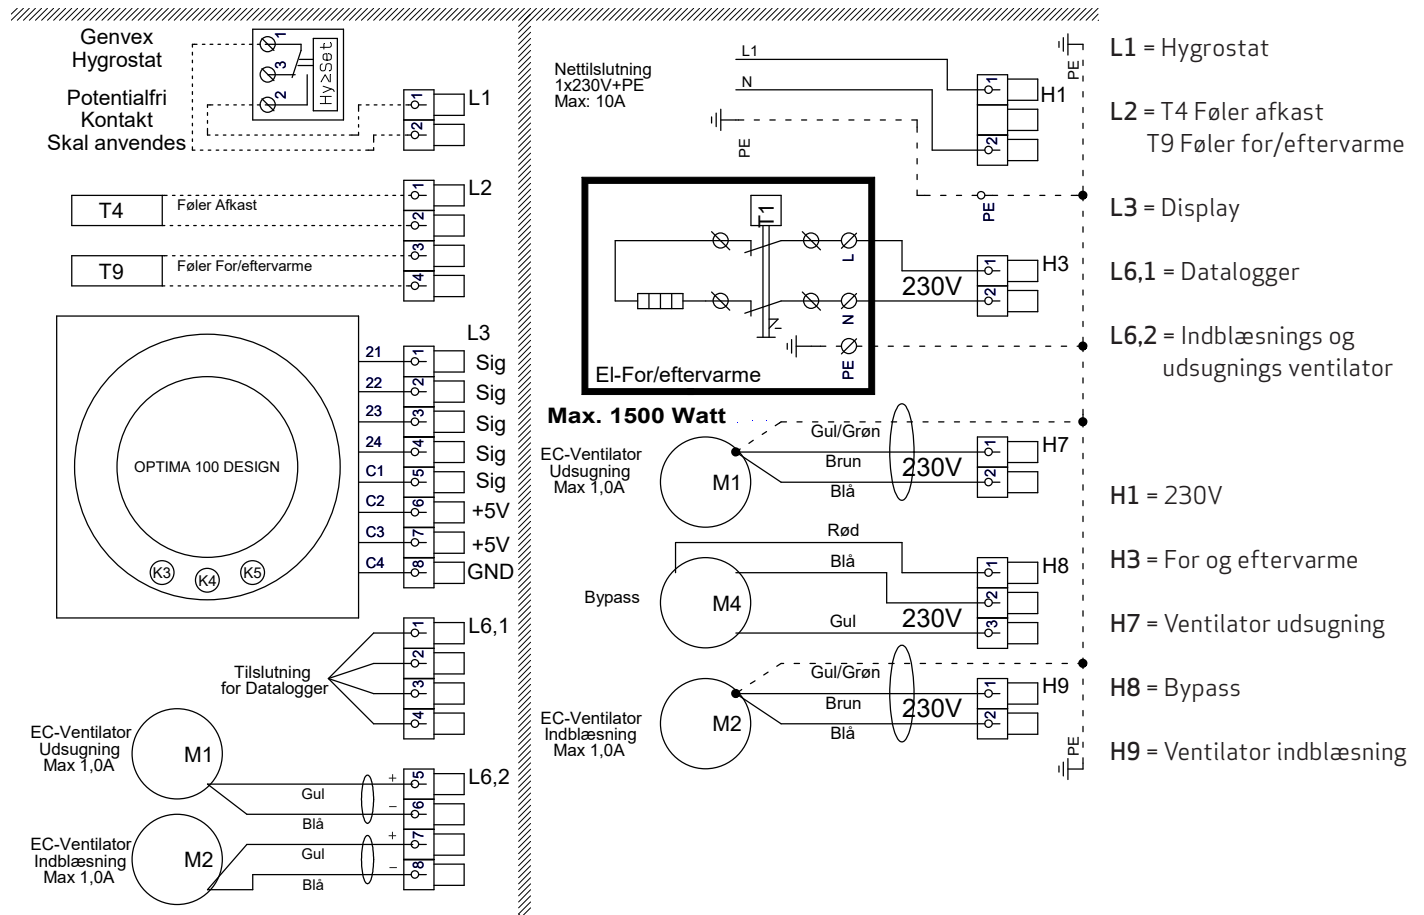 Genvex
Hygrostat
Potentialfri
Kontakt
Skal anvendes
1
3
2
Hy≥Set
1
2
L1
T4
Føler Afkast
T9
Føler For/eftervarme
1
2
3
4
L2
OPTIMA 100 DESIGN
K3
K4
K5
L3
21
1
Sig
22
2
Sig
23
3
Sig
24
4
Sig
C1
5
Sig
C2
6
+5V
C3
7
+5V
C4
8
GND
Tilslutning
for Datalogger
1
2
3
4
L6,1
EC-Ventilator
Udsugning
Max 1,0A
M1
Gul
Blå
+
−
5
6
L6,2
EC-Ventilator
Indblæsning
Max 1,0A
M2
Gul
Blå
+
−
7
8
Nettilslutning
1x230V+PE
Max: 10A
L1
N
PE
1
2
H1
PE
PE
T1
L
N
PE
El-For/eftervarme
230V
1
2
H3
Max. 1500 Watt
EC-Ventilator
Udsugning
Max 1,0A
M1
Gul/Grøn
Brun
Blå
230V
1
2
H7
Bypass
M4
Rød
Blå
Gul
230V
1
2
3
H8
EC-Ventilator
Indblæsning
Max 1,0A
M2
Gul/Grøn
Brun
Blå
230V
1
2
H9
PE
L1 = Hygrostat
L2 = T4 Føler afkast
T9 Føler for/eftervarme
L3 = Display
L6,1 = Datalogger
L6,2 = Indblæsnings og
udsugnings ventilator
H1 = 230V
H3 = For og eftervarme
H7 = Ventilator udsugning
H8 = Bypass
H9 = Ventilator indblæsning